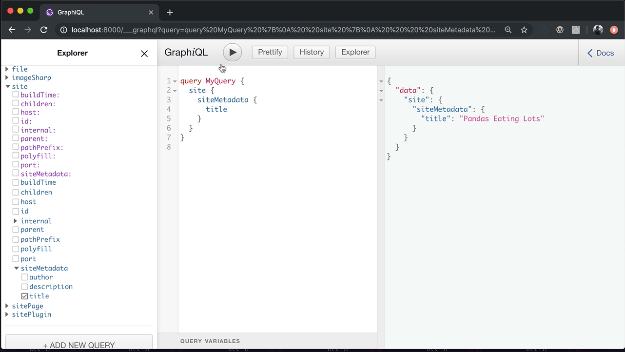 GraphiQL
localhost:8000/___graphql?query=query%20MyQuery%20%7B%0A%20%20site%20%7B%0A%20%20%20%20siteMetadata%20...
Explorer
GraphiQL
Prettify
History
Explorer
Docs
file
imageSharp
site
buildTime:
children:
host:
id:
internal:
parent:
pathPrefix:
polyfill:
port:
siteMetadata:
buildTime
children
host
id
internal
parent
pathPrefix
polyfill
port
siteMetadata
author
description
title
sitePage
sitePlugin
+ ADD NEW QUERY
1 query MyQuery {
2 site {
3 siteMetadata {
4 title
5 }
6 }
7 }
8
QUERY VARIABLES
{
"data": {
"site": {
"siteMetadata": {
"title": "Pandas Eating Lots"
}
}
}
}